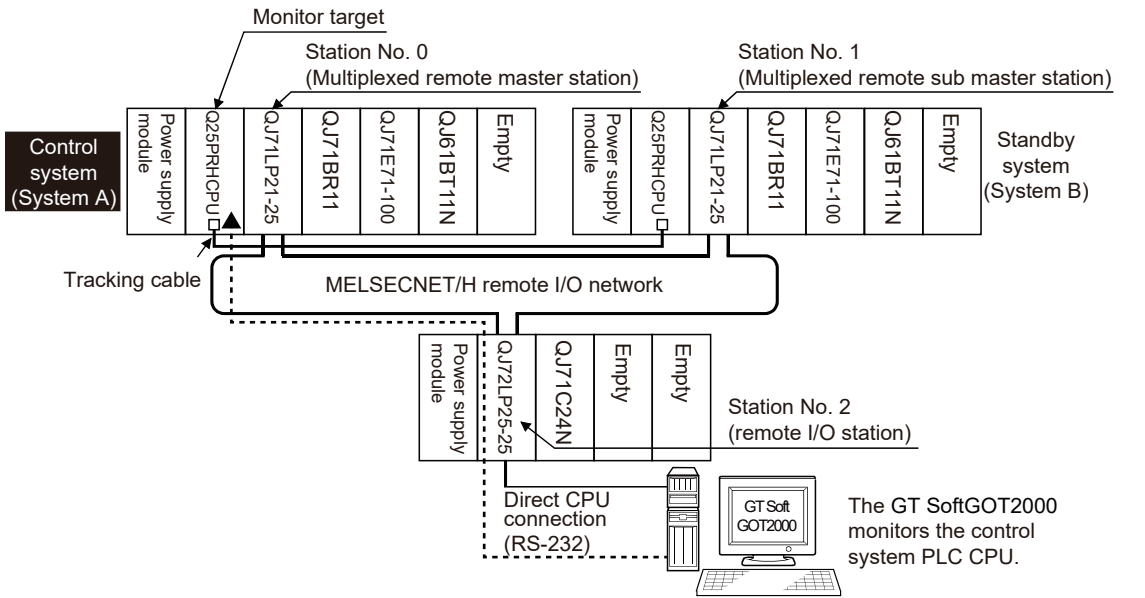 Monitor target
Station No. 0
(Multiplexed remote master station)
Station No. 1
(Multiplexed remote sub master station)
Control
system
(System A)
Power supply
module
Q25PRHCPU
QJ71LP21-25
QJ71BR11
QJ71E71-100
QJ61BT11N
Empty
Power supply
module
Q25PRHCPU
QJ71LP21-25
QJ71BR11
QJ71E71-100
QJ61BT11N
Empty
Standby
system
(System B)
Tracking cable
MELSECNET/H remote I/O network
Power supply
module
QJ72LP25-25
QJ71C24N
Empty
Empty
Station No. 2
(remote I/O station)
Direct CPU
connection
(RS-232)
GT Soft
GOT2000
The GT SoftGOT2000
monitors the control
system PLC CPU.